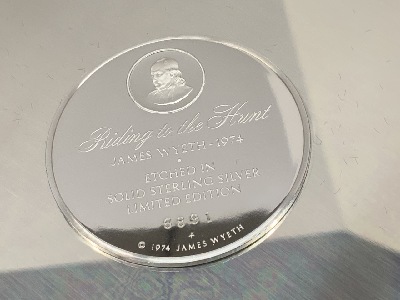 Riding to the Hunt
JAMES WYETH · 1974
ETCHED IN
SOLID STERLING SILVER
LIMITED EDITION
6891
© 1974 JAMES WYETH